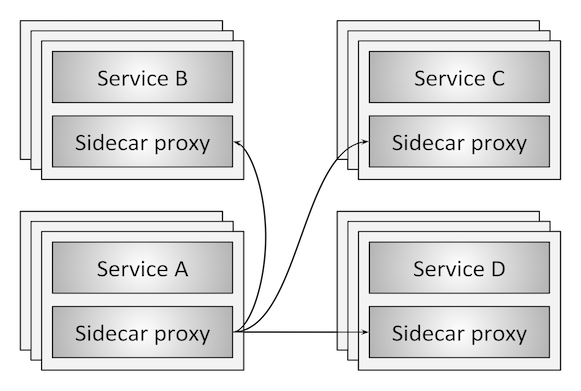 Service B
Sidecar proxy
Service C
Sidecar proxy
Service A
Sidecar proxy
Service D
Sidecar proxy